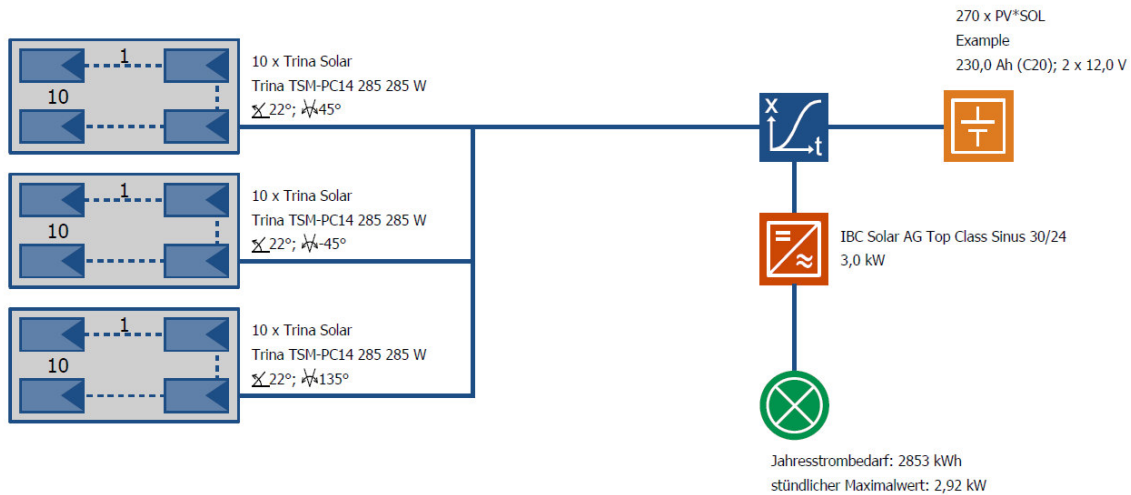 1
10
10 x Trina Solar
Trina TSM-PC14 285 285 W
22°; 45°
1
10
10 x Trina Solar
Trina TSM-PC14 285 285 W
22°; -45°
1
10
10 x Trina Solar
Trina TSM-PC14 285 285 W
22°; 135°
270 x PV*SOL
Example
230,0 Ah (C20); 2 x 12,0 V
x
t
IBC Solar AG Top Class Sinus 30/24
3,0 kW
Jahresstrombedarf: 2853 kWh
stündlicher Maximalwert: 2,92 kW